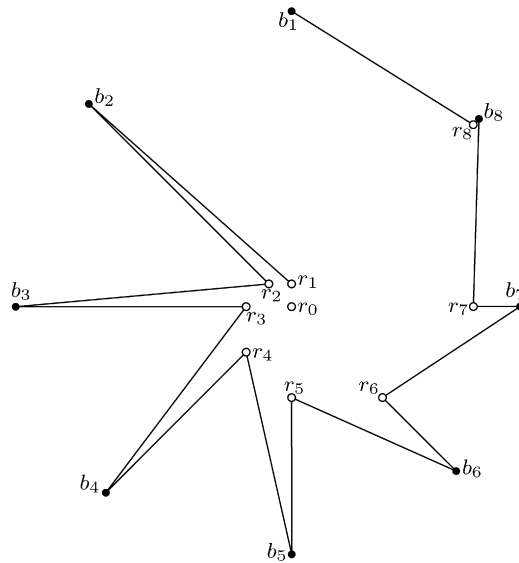 b₁
b₂
b₈
r₈
r₁
r₂
b₃
r₃
r₀
r₇
b₇
r₄
r₅
r₆
b₄
b₆
b₅